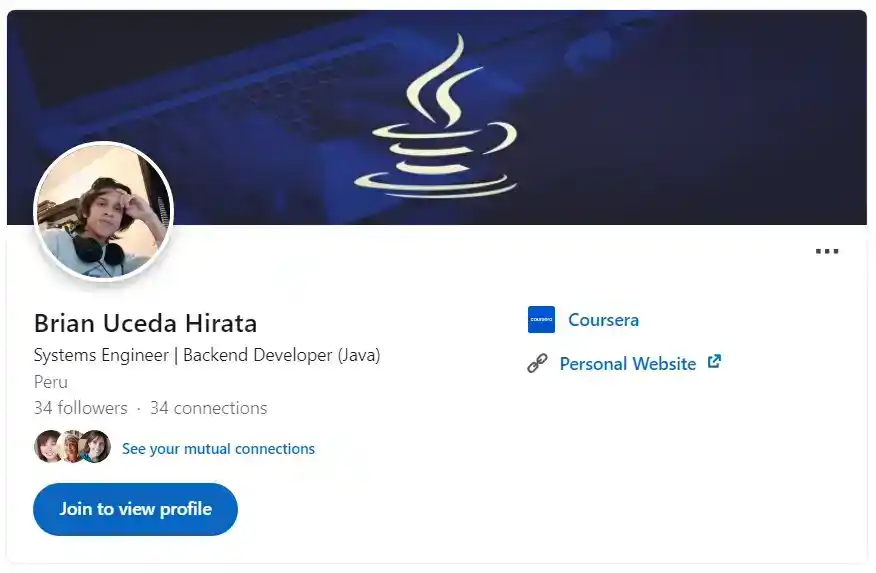 Brian Uceda Hirata
Systems Engineer | Backend Developer (Java)
Peru
34 followers · 34 connections
See your mutual connections
Join to view profile
coursera
Coursera
Personal Website